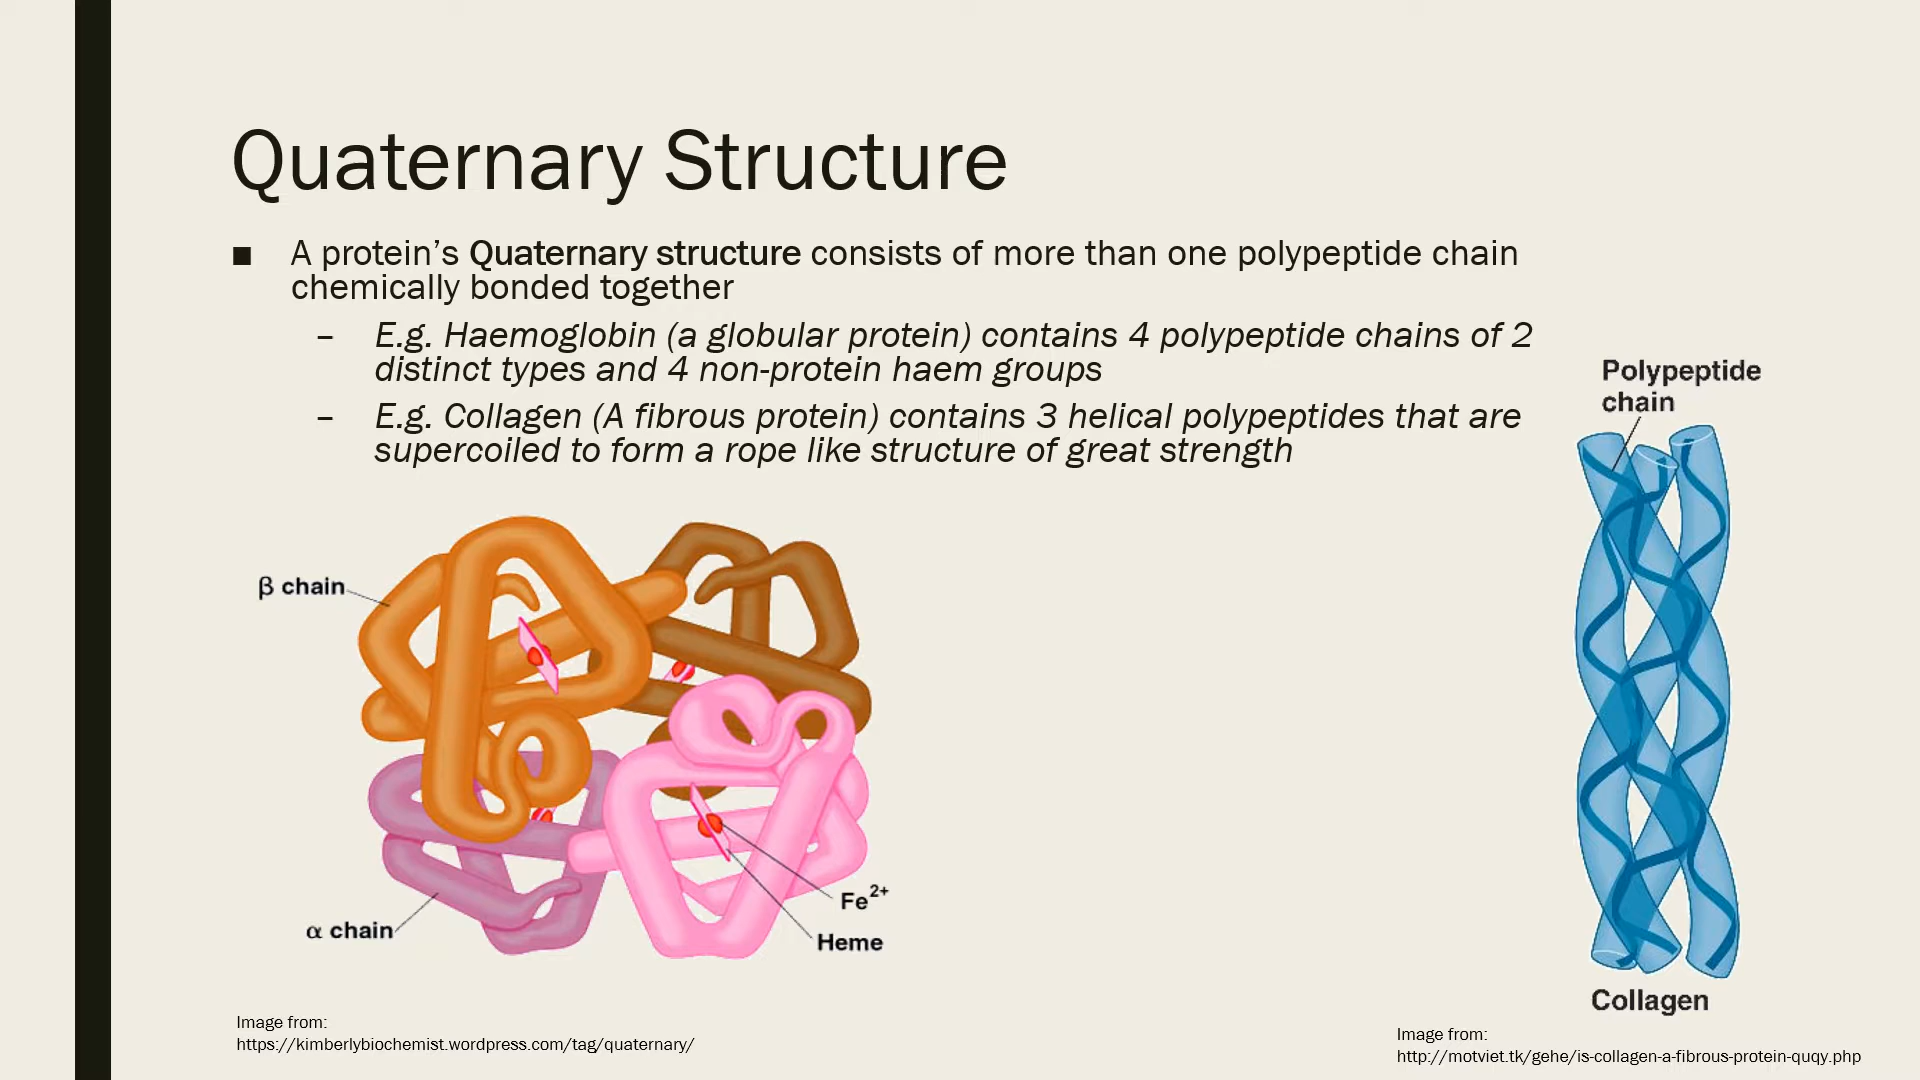 Quaternary Structure
■ A protein’s Quaternary structure consists of more than one polypeptide chain
chemically bonded together
– E.g. Haemoglobin (a globular protein) contains 4 polypeptide chains of 2
distinct types and 4 non-protein haem groups
– E.g. Collagen (A fibrous protein) contains 3 helical polypeptides that are
supercoiled to form a rope like structure of great strength
Polypeptide
chain
β chain
α chain
Fe2+
Heme
Collagen
Image from:
https://kimberlybiochemist.wordpress.com/tag/quaternary/
Image from:
http://motviet.tk/gehe/is-collagen-a-fibrous-protein-quqy.php